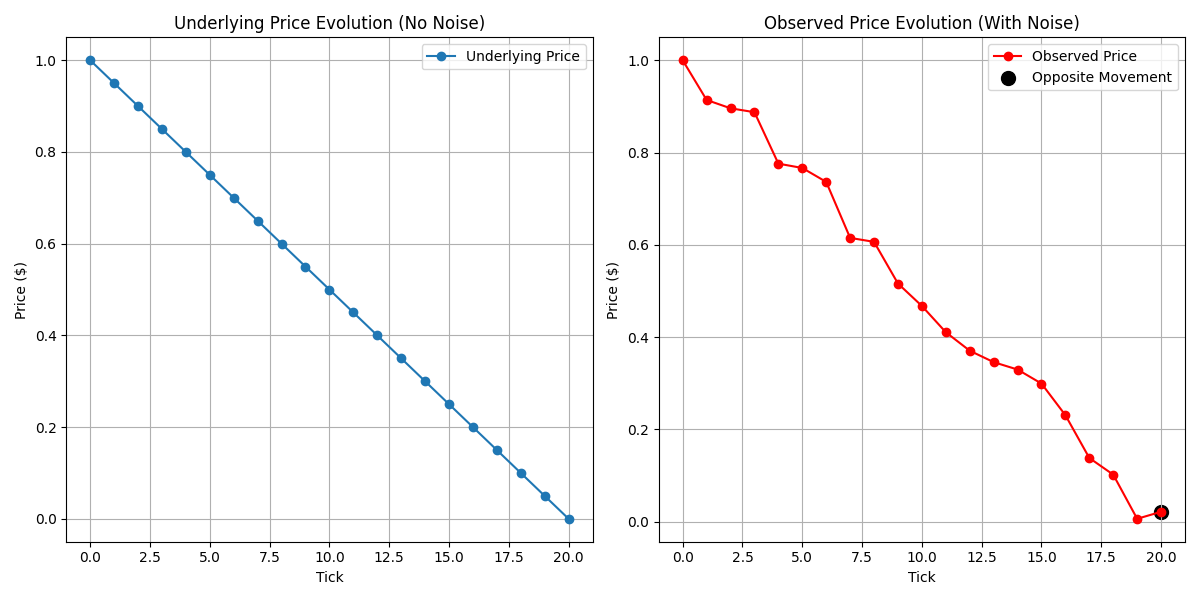 Underlying Price Evolution (No Noise)
Underlying Price
1.0
0.8
0.6
0.4
0.2
0.0
Price ($)
0.0 2.5 5.0 7.5 10.0 12.5 15.0 17.5 20.0
Tick
Observed Price Evolution (With Noise)
Observed Price
Opposite Movement
1.0
0.8
0.6
0.4
0.2
0.0
Price ($)
0.0 2.5 5.0 7.5 10.0 12.5 15.0 17.5 20.0
Tick